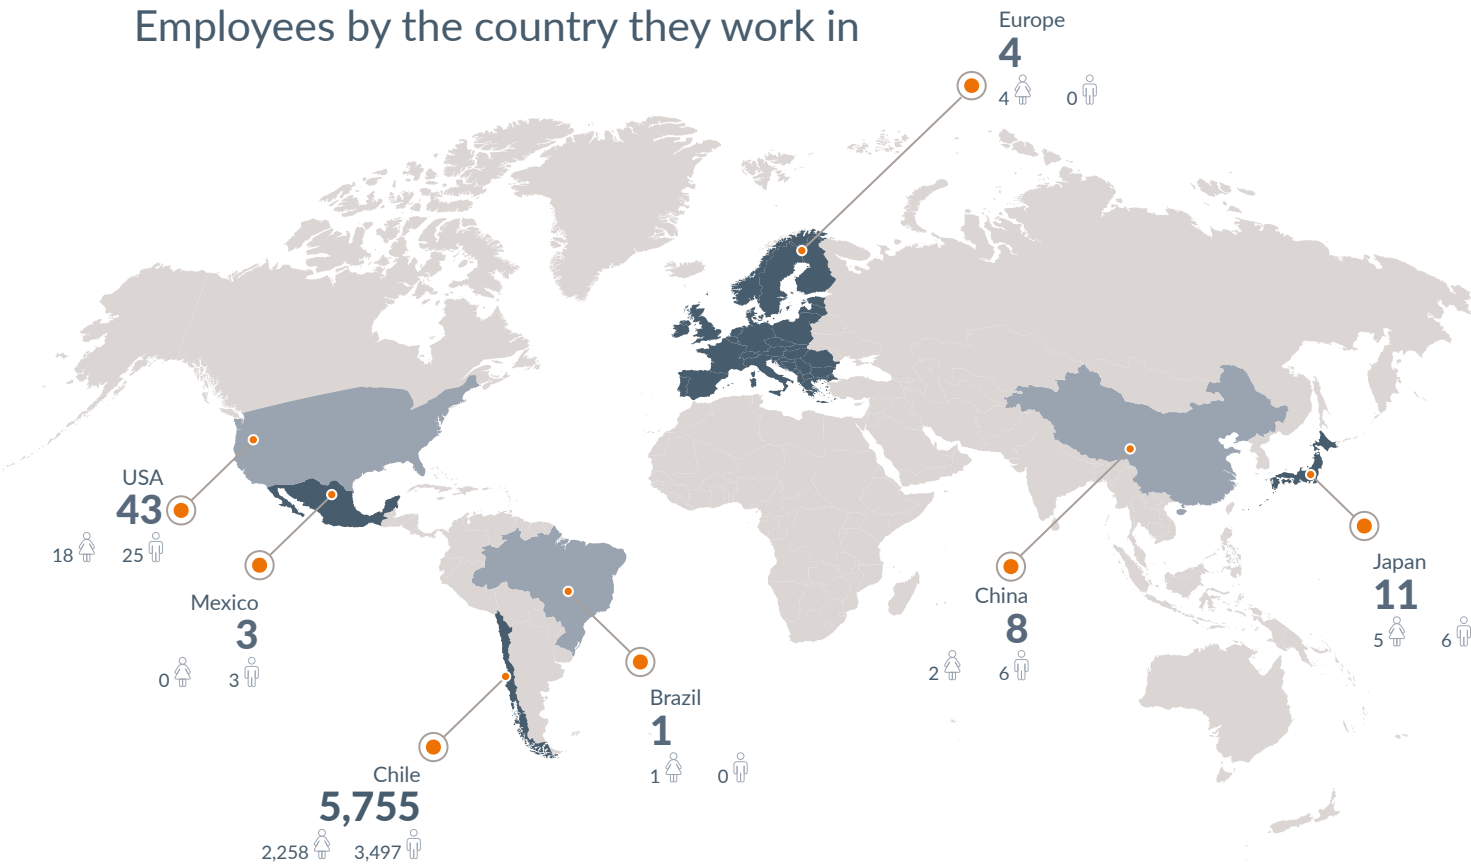 Employees by the country they work in
Europe
4
4 0
USA
43
18 25
Mexico
3
0 3
Chile
5,755
2,258 3,497
Brazil
1
1 0
China
8
2 6
Japan
11
5 6